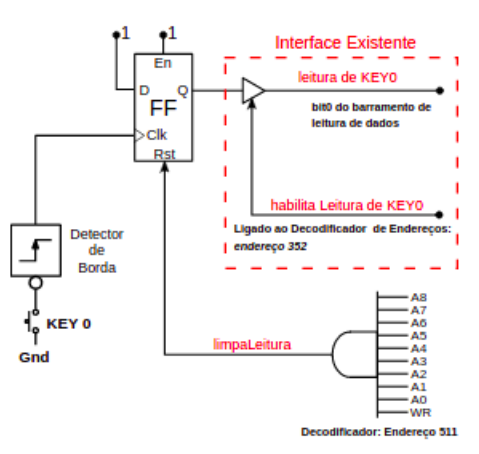 1
1
Interface Existente
En
leitura de KEY0
D
Q
FF
bit0 do barramento de
leitura de dados
Clk
Rst
habilita Leitura de KEY0
Ligado ao Decodificador de Endereços:
endereço 352
Detector
de
Borda
KEY 0
Gnd
limpaLeitura
A8
A7
A6
A5
A4
A3
A2
A1
A0
WR
Decodificador: Endereço 511